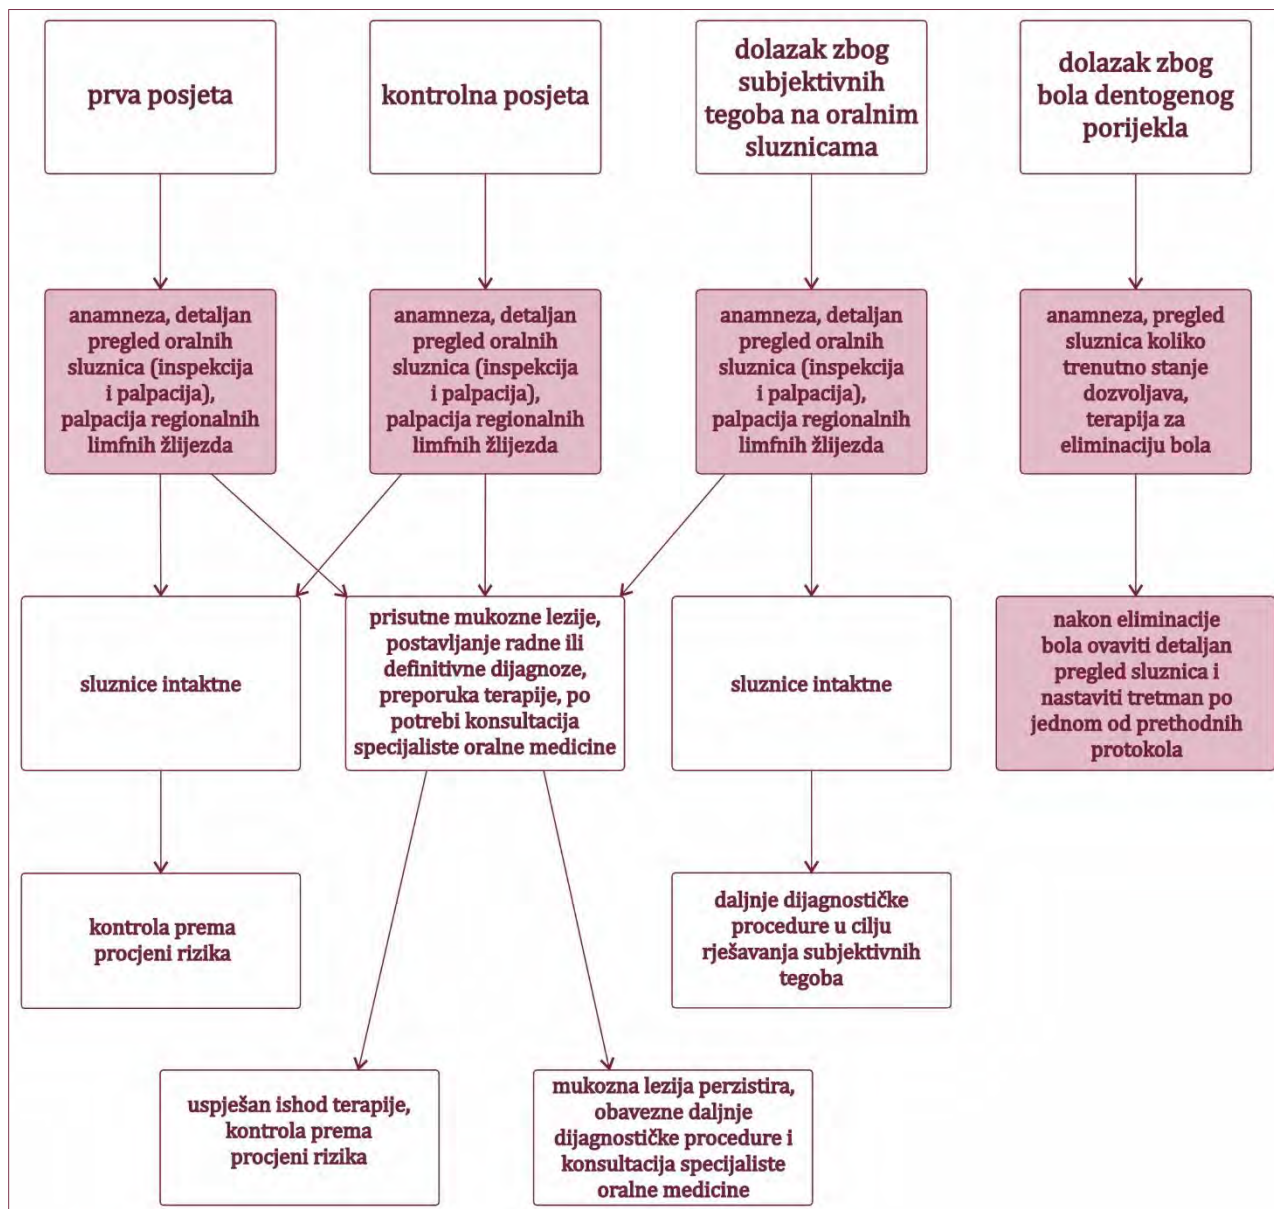 prva posjeta
kontrolna posjeta
dolazak zbog
subjektivnih
tegoba na oralnim
sluznicama
dolazak zbog
bola dentogenog
porijekla
anamneza, detaljan
pregled oralnih
sluznica (inspekcija
i palpacija),
palpacija regionalnih
limfnih žlijezda
anamneza, detaljan
pregled oralnih
sluznica (inspekcija
i palpacija),
palpacija regionalnih
limfnih žlijezda
anamneza, detaljan
pregled oralnih
sluznica (inspekcija
i palpacija),
palpacija regionalnih
limfnih žlijezda
anamneza, pregled
sluznica koliko
trenutno stanje
dozvoljava,
terapija za
eliminaciju bola
sluznice intaktne
prisutne mukozne lezije,
postavljanje radne ili
definitivne dijagnoze,
preporuka terapije, po
potrebi konsultacija
specijaliste oralne medicine
sluznice intaktne
nakon eliminacije
bola ovaviti detaljan
pregled sluznica i
nastaviti tretman po
jednom od prethodnih
protokola
kontrola prema
procjeni rizika
daljnje dijagnostičke
procedure u cilju
rješavanja subjektivnih
tegoba
uspješan ishod terapije,
kontrola prema
procjeni rizika
mukozna lezija perzistira,
obavezne daljnje
dijagnostičke procedure i
konsultacija specijaliste
oralne medicine